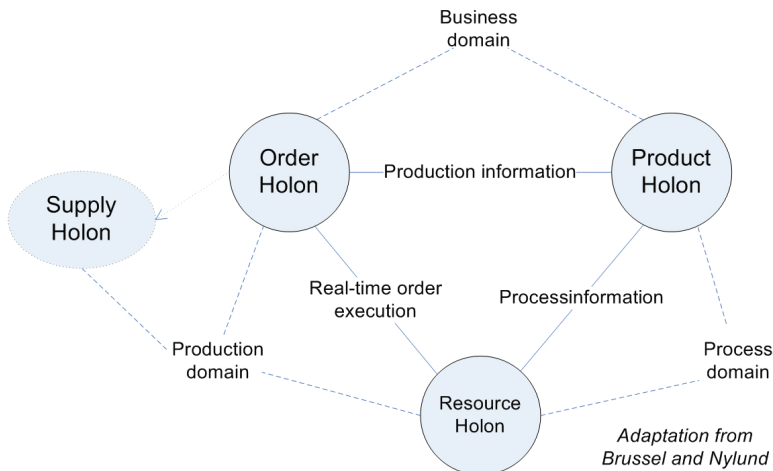 Business
domain
Order
Holon
Production information
Product
Holon
Supply
Holon
Real-time order
execution
Processinformation
Production
domain
Process
domain
Resource
Holon
Adaptation from
Brussel and Nylund